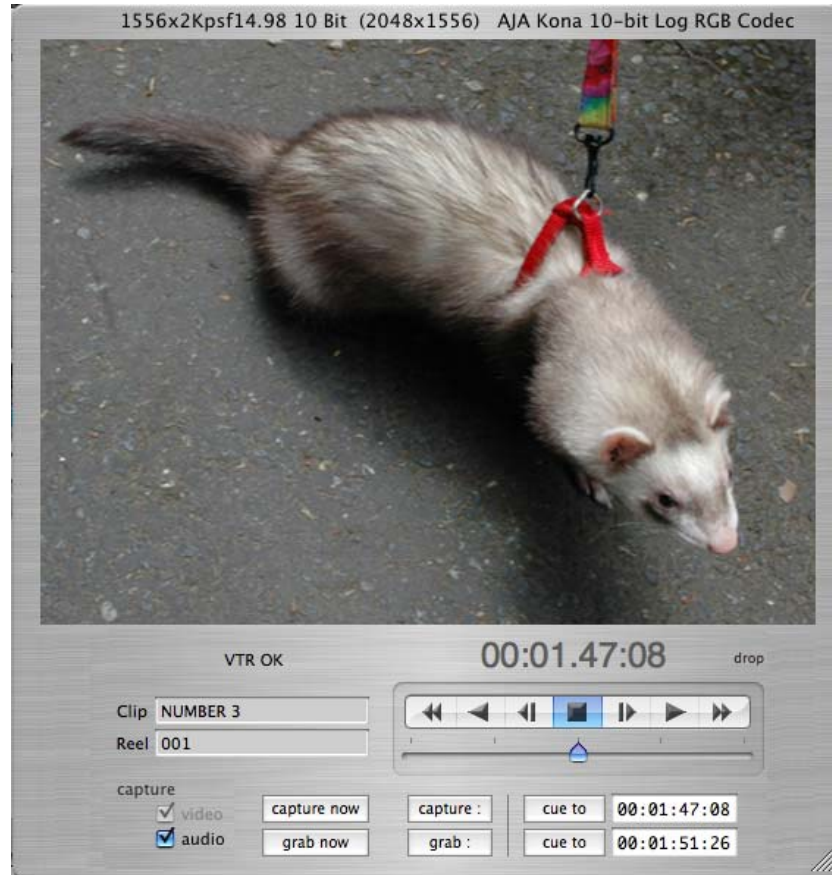 1556x2Kpsf14.98 10 Bit (2048x1556) AJA Kona 10-bit Log RGB Codec
VTR OK
00:01.47:08
drop
Clip NUMBER 3
Reel 001
capture
video
audio
capture now
grab now
capture :
grab :
cue to 00:01:47:08
cue to 00:01:51:26